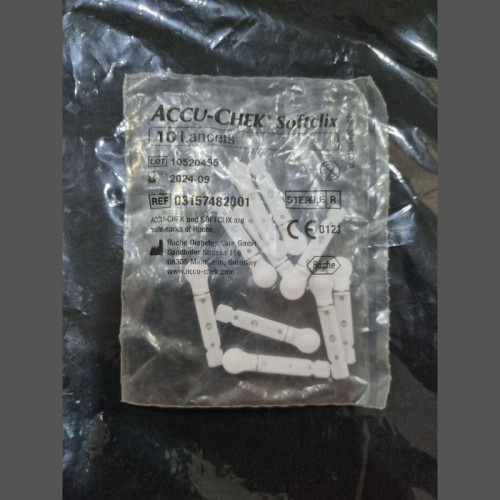 ACCU-CHEK® Softclix
10 Lancets
LOT 10520495
2024-09
REF 03157482001
STERILE R
ACCU-CHEK and SOFTCLIX are
trademarks of Roche.
CE 0123
Roche Diabetes Care GmbH
Sandhofer Strasse 116
68305 Mannheim, Germany
www.accu-chek.com
Roche